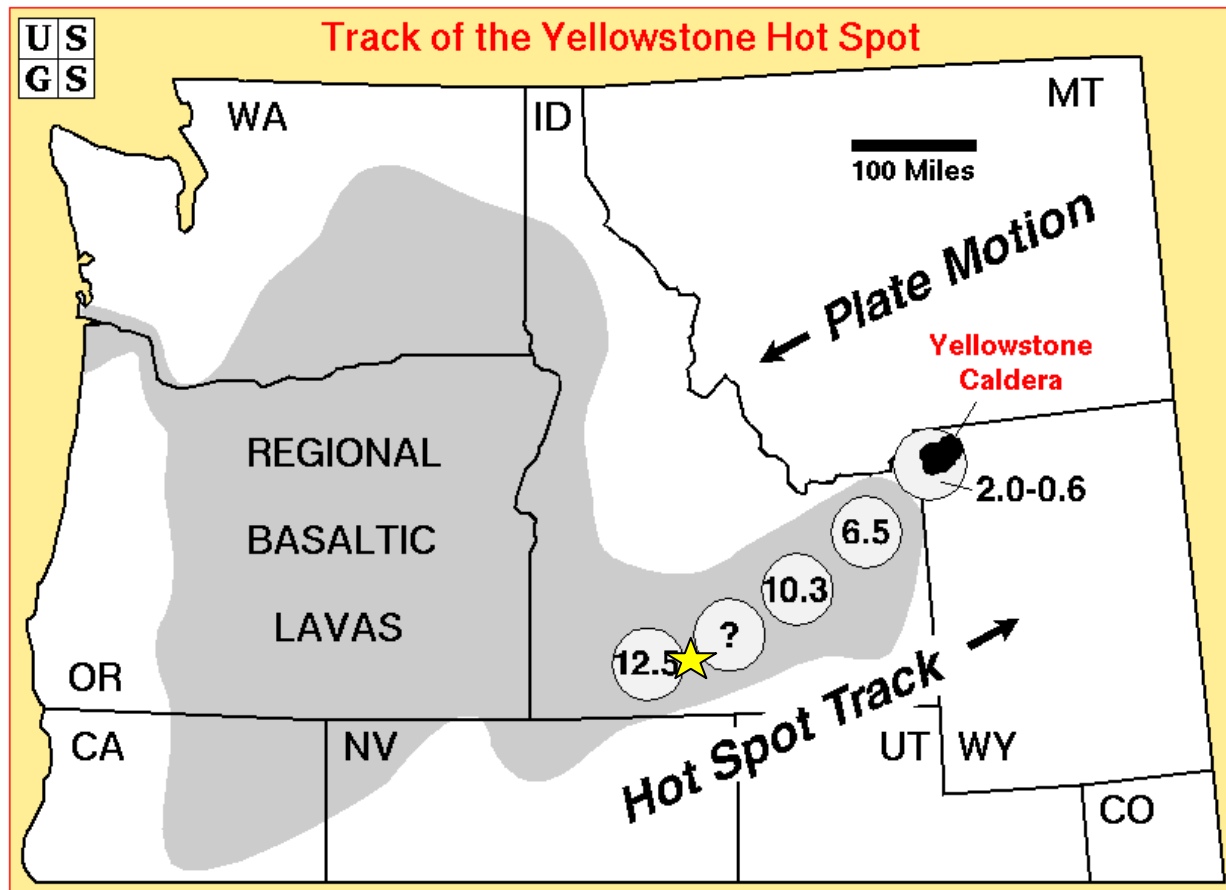 U S
G S
Track of the Yellowstone Hot Spot
WA
ID
MT
100 Miles
Plate Motion
Yellowstone
Caldera
REGIONAL
BASALTIC
LAVAS
2.0-0.6
6.5
10.3
?
12.5
OR
Hot Spot Track
CA
NV
UT
WY
CO